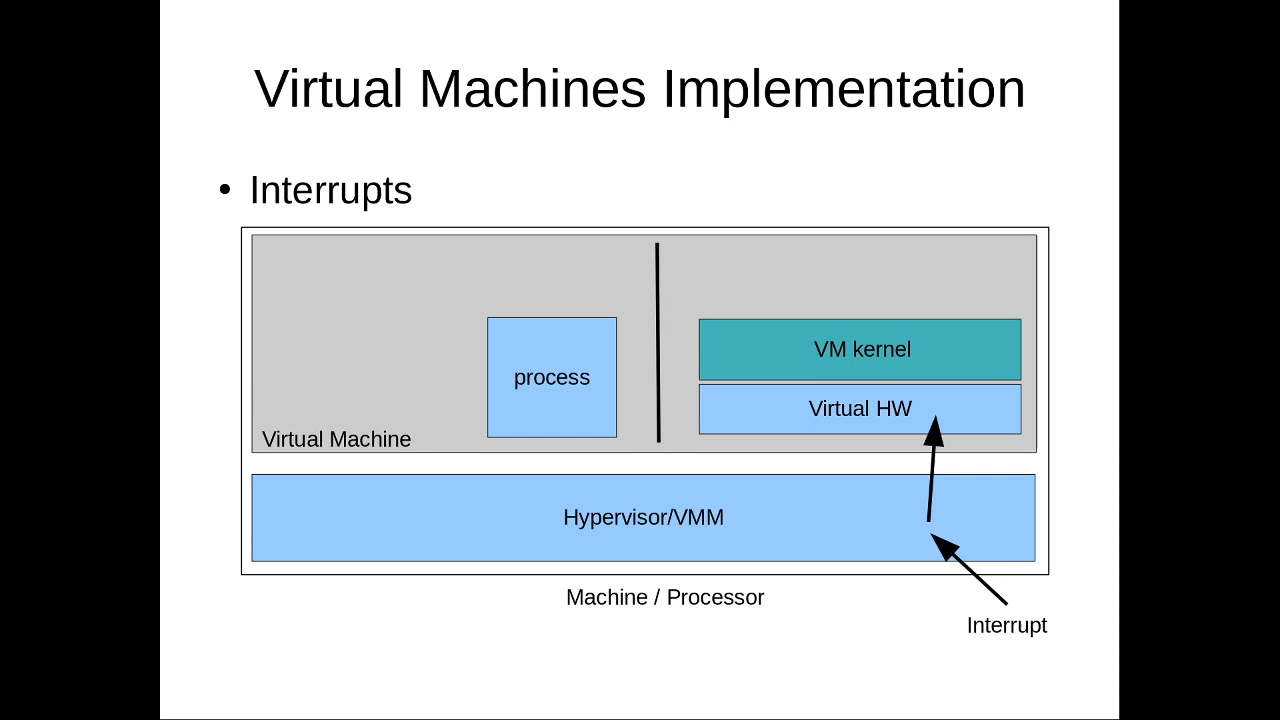 Virtual Machines Implementation
• Interrupts
VM kernel
process
Virtual HW
Virtual Machine
Hypervisor/VMM
Machine / Processor
Interrupt